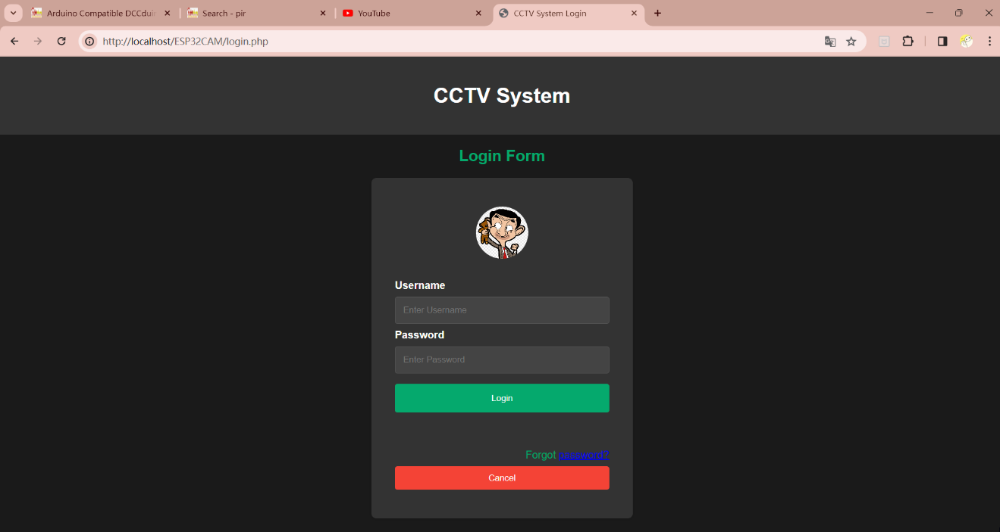 Arduino Compatible DCCdui
Search - pir
YouTube
CCTV System Login
http://localhost/ESP32CAM/login.php
CCTV System
Login Form
Username
Enter Username
Password
Enter Password
Login
Forgot password?
Cancel